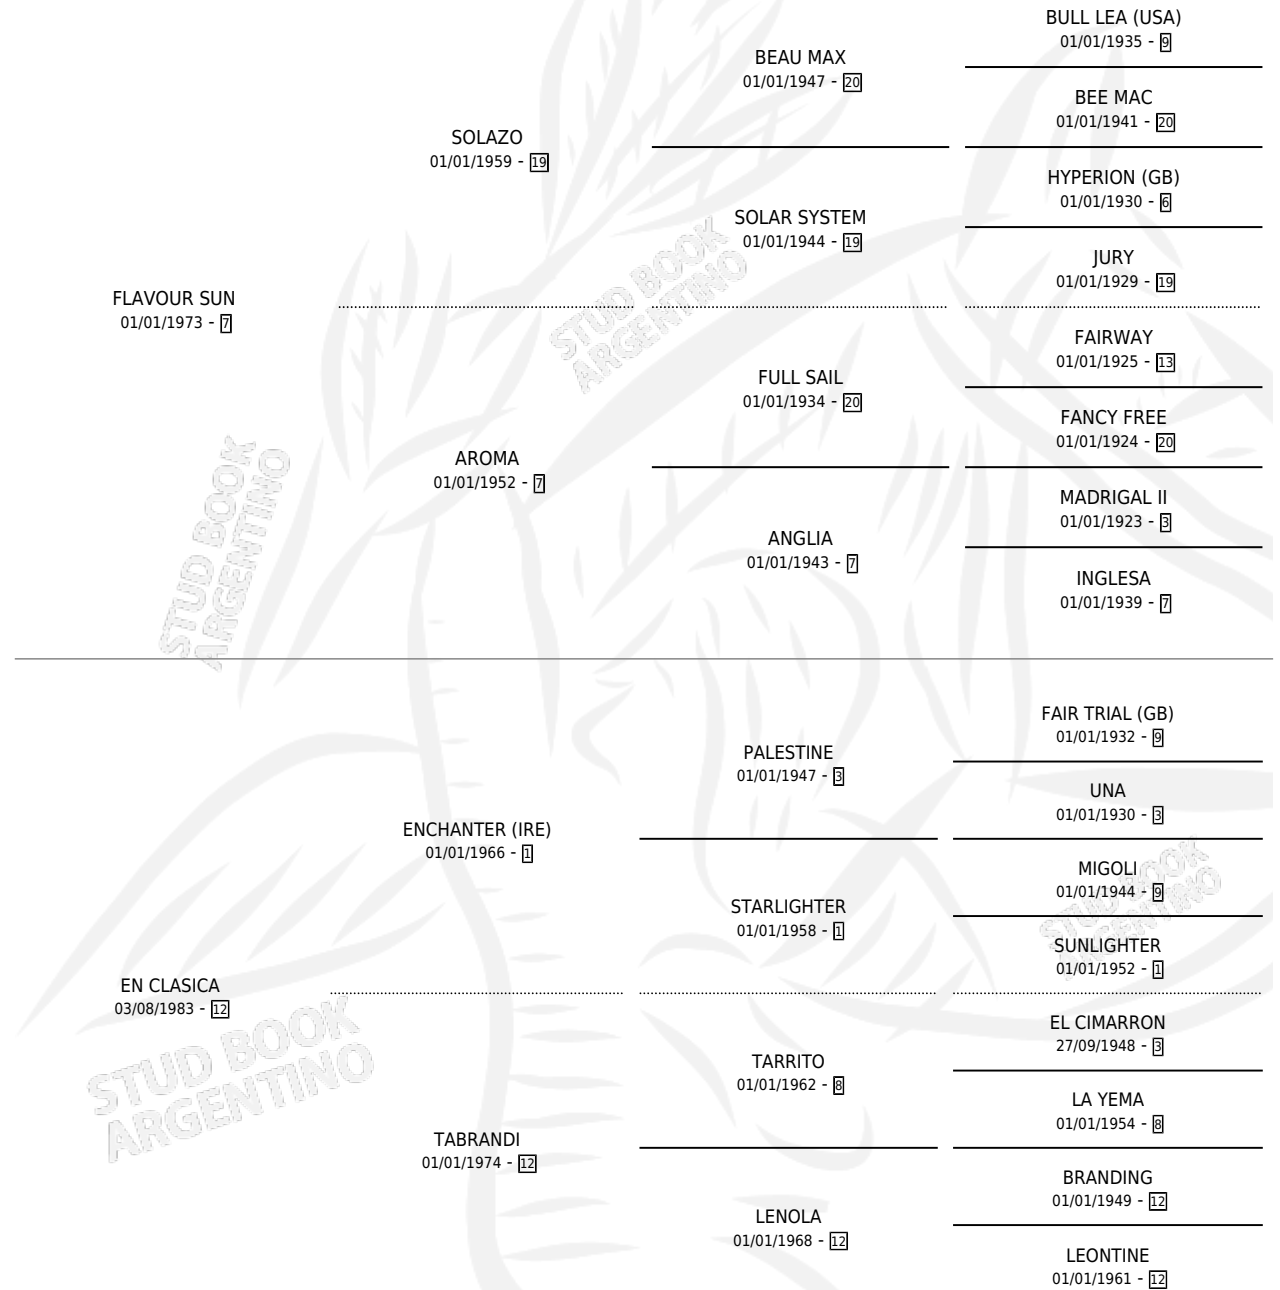 BULL LEA (USA)
01/01/1935 - 9
BEAU MAX
01/01/1947 - 20
BEE MAC
01/01/1941 - 20
SOLAZO
01/01/1959 - 19
HYPERION (GB)
01/01/1930 - 6
SOLAR SYSTEM
01/01/1944 - 19
JURY
01/01/1929 - 19
FLAVOUR SUN
01/01/1973 - 7
STUD BOOK
ARGENTINO
FAIRWAY
01/01/1925 - 13
FULL SAIL
01/01/1934 - 20
FANCY FREE
01/01/1924 - 20
AROMA
01/01/1952 - 7
MADRIGAL II
01/01/1923 - 3
ANGLIA
01/01/1943 - 7
INGLESA
01/01/1939 - 7
STUD BOOK
ARGENTINO
FAIR TRIAL (GB)
01/01/1932 - 9
PALESTINE
01/01/1947 - 3
UNA
01/01/1930 - 3
ENCHANTER (IRE)
01/01/1966 - 1
MIGOLI
01/01/1944 - 9
STARLIGHTER
01/01/1958 - 1
STUD BOOK
ARGENTINO
SUNLIGHTER
01/01/1952 - 1
EN CLASICA
03/08/1983 - 12
STUD BOOK
ARGENTINO
EL CIMARRON
27/09/1948 - 3
TARRITO
01/01/1962 - 8
LA YEMA
01/01/1954 - 8
TABRANDI
01/01/1974 - 12
BRANDING
01/01/1949 - 12
LENOLA
01/01/1968 - 12
LEONTINE
01/01/1961 - 12